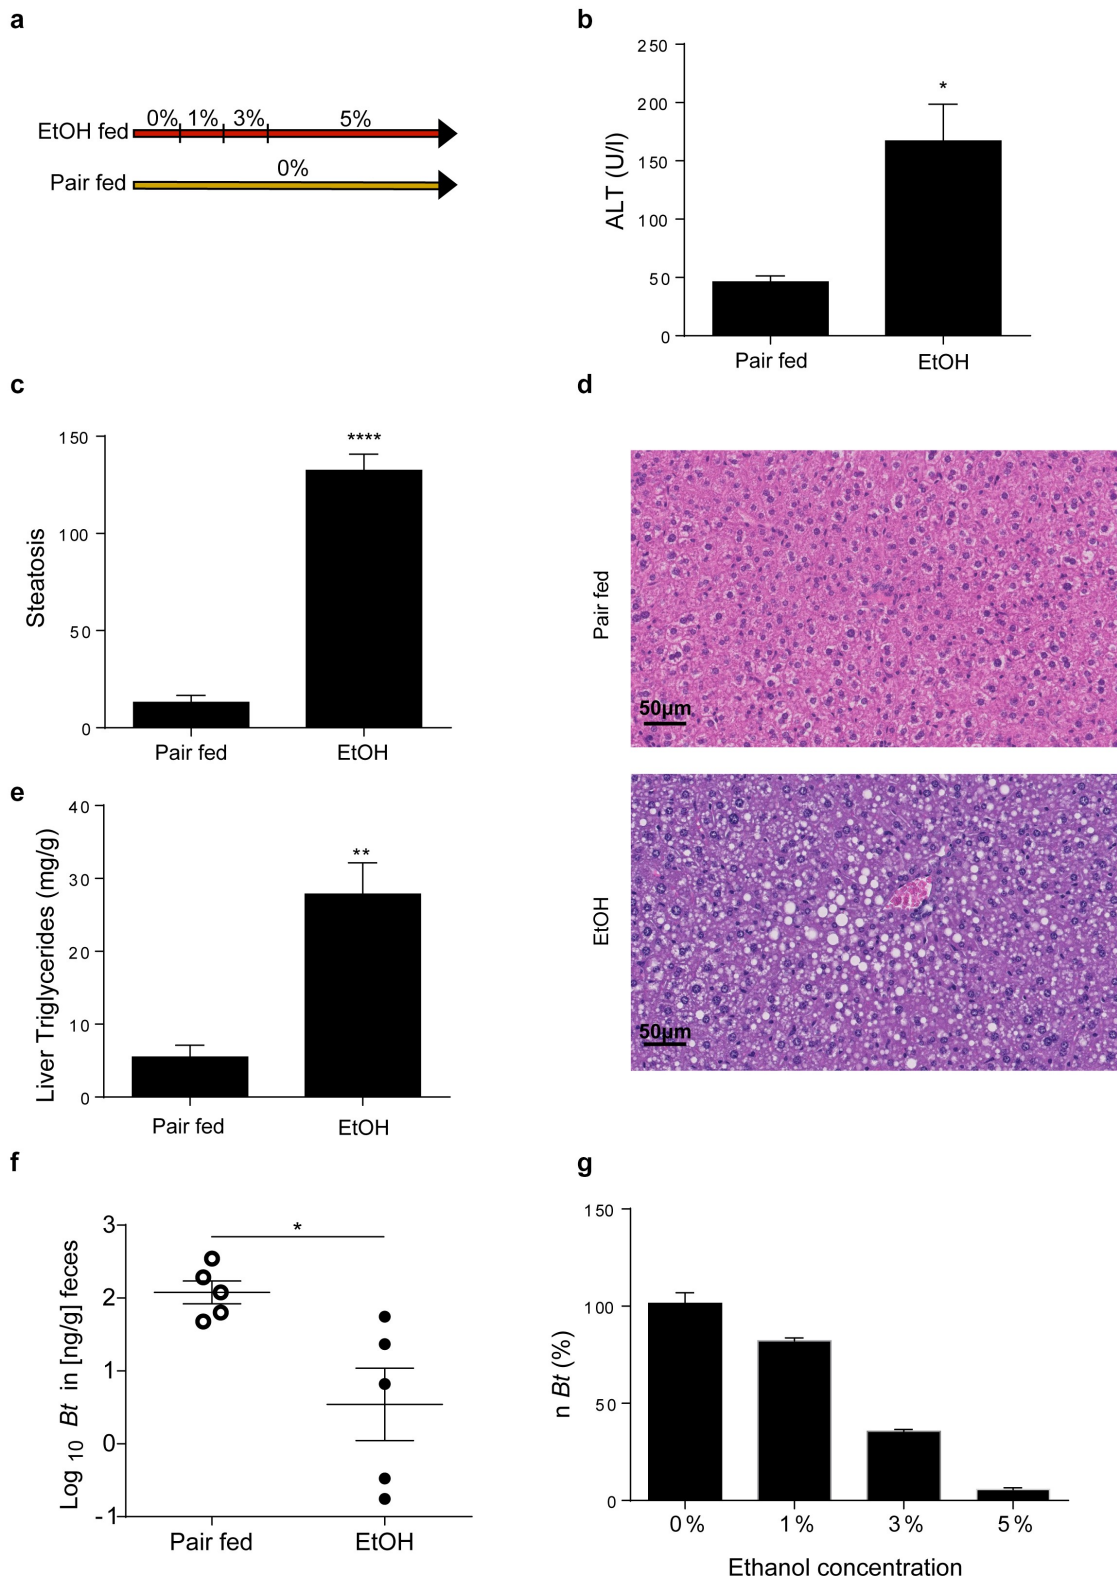 a
0% 1% 3% 5%
EtOH fed
0%
Pair fed
b
250
200
150
100
50
0
ALT (U/l)
*
Pair fed EtOH
c
150
100
50
0
Steatosis
****
Pair fed EtOH
d
Pair fed
50µm
EtOH
50µm
e
40
30
20
10
0
Liver Triglycerides (mg/g)
**
Pair fed EtOH
f
3
2
1
0
-1
Log 10 Bt in [ng/g] feces
*
Pair fed EtOH
g
150
100
50
0
n Bt (%)
0% 1% 3% 5%
Ethanol concentration